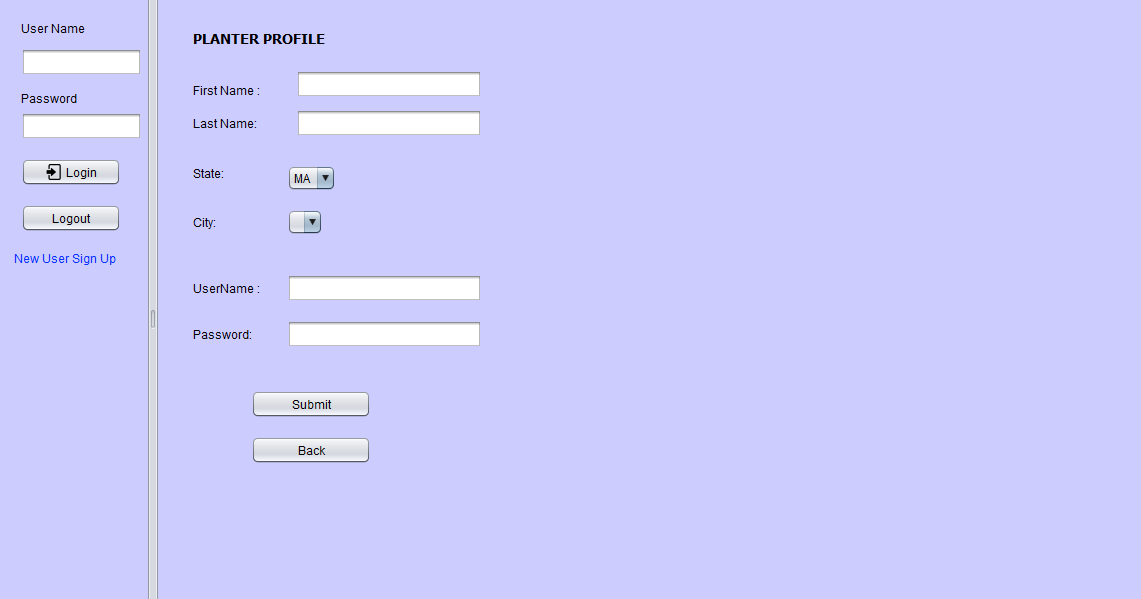 User Name
Password
Login
Logout
New User Sign Up
PLANTER PROFILE
First Name :
Last Name:
State:
MA
City:
UserName :
Password:
Submit
Back